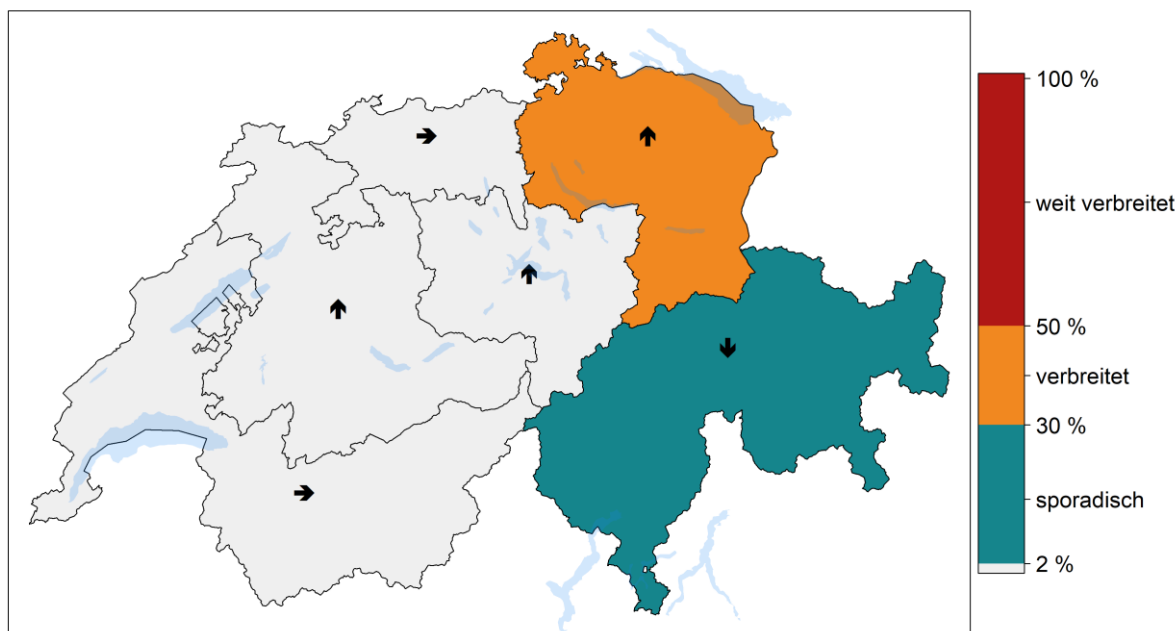 100 %
weit verbreitet
50 %
verbreitet
30 %
sporadisch
2 %